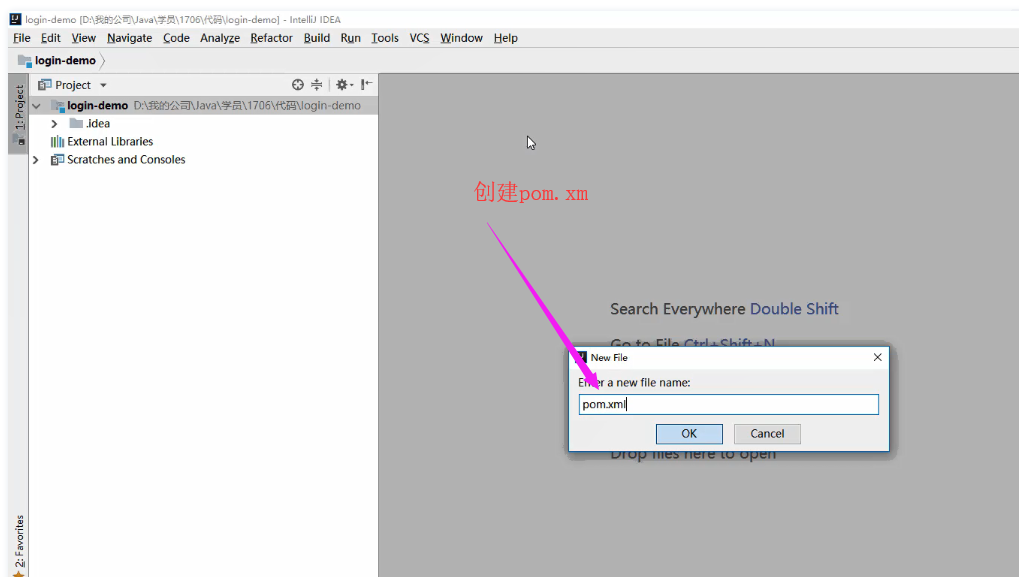 login-demo [D:\我的公司\Java\学员\1706\代码\login-demo] - IntelliJ IDEA
File Edit View Navigate Code Analyze Refactor Build Run Tools VCS Window Help
login-demo
Project
1: Project
login-demo D:\我的公司\Java\学员\1706\代码\login-demo
.idea
External Libraries
Scratches and Consoles
创建pom.xm
Search Everywhere Double Shift
Go to File Ctrl+Shift+N
New File
Enter a new file name:
pom.xml
OK Cancel
Drop files here to open
2: Favorites